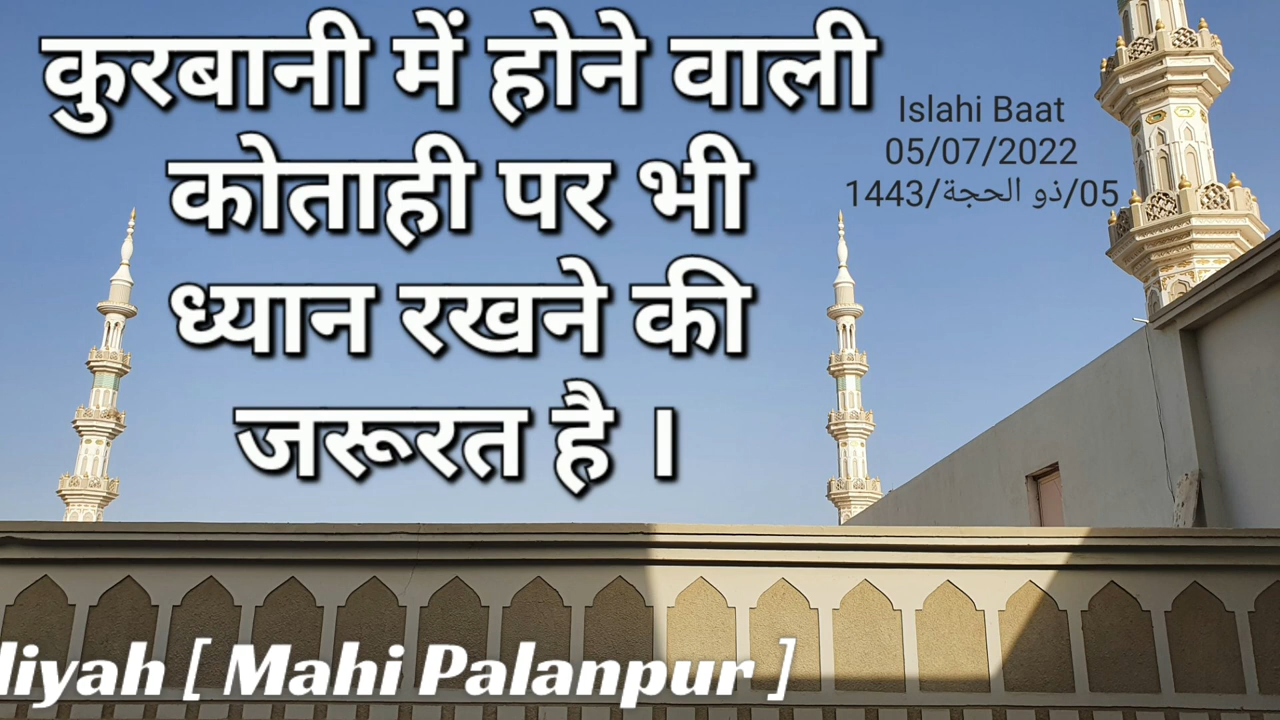 कुरबानी में होने वाली
कोताही पर भी
ध्यान रखने की
जरूरत है ।
Islahi Baat
05/07/2022
05/ذو الحجة/1443
liyah [ Mahi Palanpur ]